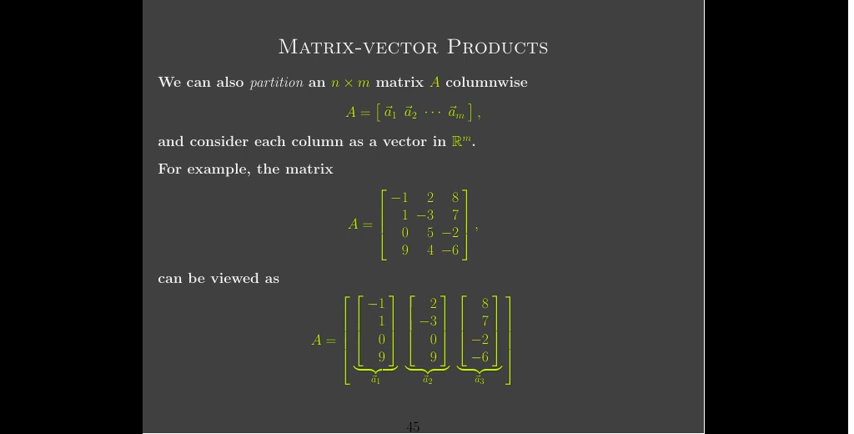 Matrix-vector Products
We can also partition an n × m matrix A columnwise
A = [ a⃗₁ a⃗₂ ⋯ a⃗ₘ ] ,
and consider each column as a vector in ℝᵐ.
For example, the matrix
−1 2 8
1 −3 7
A = ,
0 5 −2
9 4 −6
can be viewed as
−1 2 8
1 −3 7
A =
0 0 −2
9 9 −6
a⃗₁ a⃗₂ a⃗₃
45